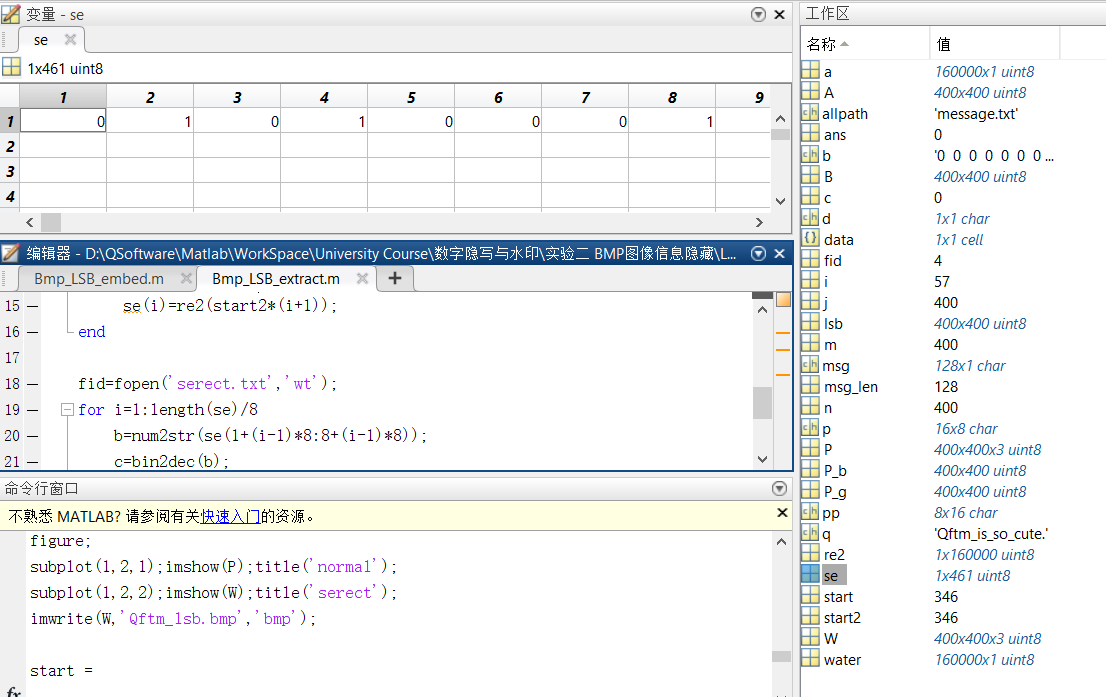 变量 - se
se
1x461 uint8
1 2 3 4 5 6 7 8 9
1 0 1 0 1 0 0 0 1
2
3
4
编辑器 - D:\QSoftware\Matlab\WorkSpace\University Course\数字隐写与水印\实验二 BMP图像信息隐藏\L...
Bmp_LSB_embed.m Bmp_LSB_extract.m +
15 — se(i)=re2(start2*(i+1));
16 — end
17
18 — fid=fopen('serect.txt','wt');
19 — for i=1:length(se)/8
20 — b=num2str(se(1+(i-1)*8:8+(i-1)*8));
21 — c=bin2dec(b);
命令行窗口
不熟悉 MATLAB? 请参阅有关快速入门的资源。
figure;
subplot(1,2,1);imshow(P);title('normal');
subplot(1,2,2);imshow(W);title('serect');
imwrite(W,'Qftm_lsb.bmp','bmp');
start =
fx
工作区
名称 值
a 160000x1 uint8
A 400x400 uint8
allpath 'message.txt'
ans 0
b '0 0 0 0 0 0 0 ...
B 400x400 uint8
c 0
d 1x1 char
data 1x1 cell
fid 4
i 57
j 400
lsb 400x400 uint8
m 400
msg 128x1 char
msg_len 128
n 400
p 16x8 char
P 400x400x3 uint8
P_b 400x400 uint8
P_g 400x400 uint8
pp 8x16 char
q 'Qftm_is_so_cute.'
re2 1x160000 uint8
se 1x461 uint8
start 346
start2 346
W 400x400x3 uint8
water 160000x1 uint8